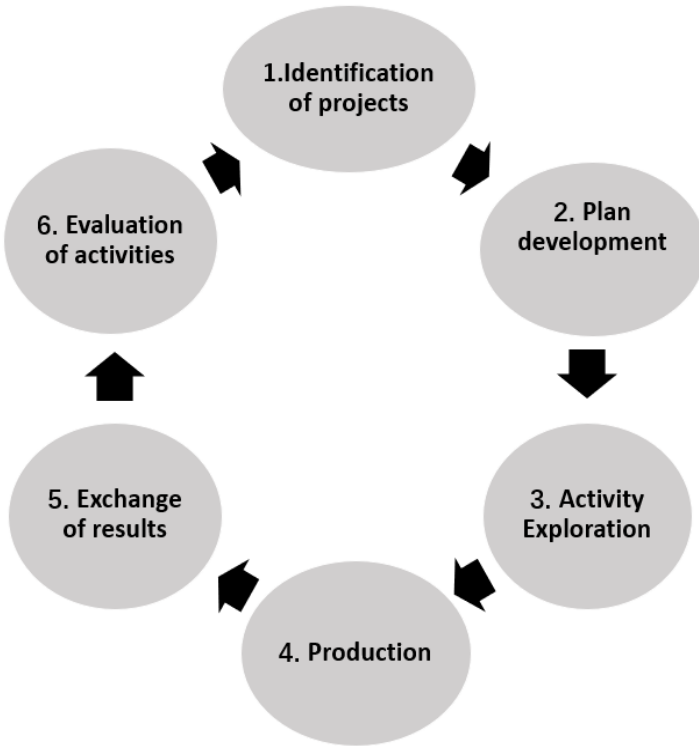 1.Identification
of projects
2. Plan
development
3. Activity
Exploration
4. Production
5. Exchange
of results
6. Evaluation
of activities